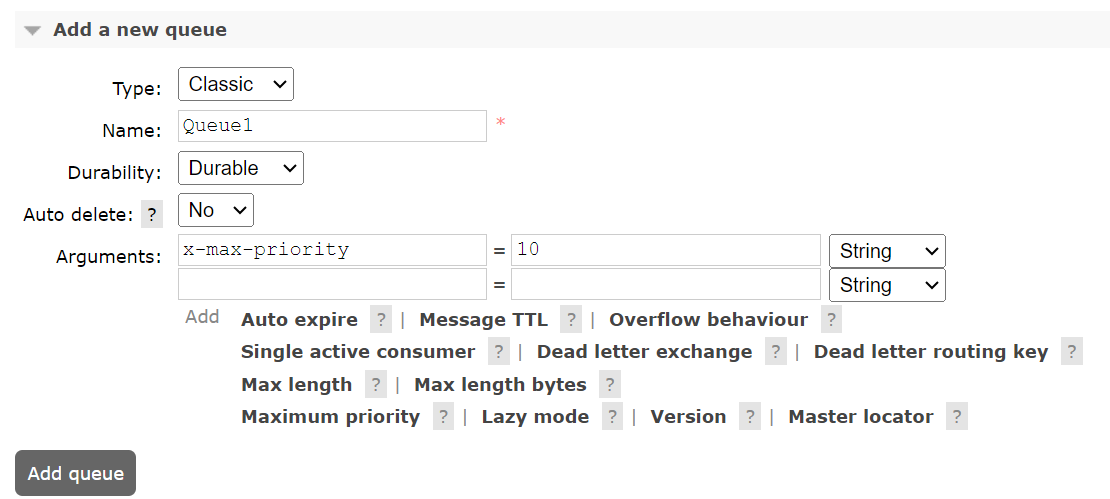 Add a new queue
Type: Classic
Name: Queue1 *
Durability: Durable
Auto delete: ? No
Arguments: x-max-priority = 10 String
= String
Add Auto expire ? | Message TTL ? | Overflow behaviour ?
Single active consumer ? | Dead letter exchange ? | Dead letter routing key ?
Max length ? | Max length bytes ?
Maximum priority ? | Lazy mode ? | Version ? | Master locator ?
Add queue